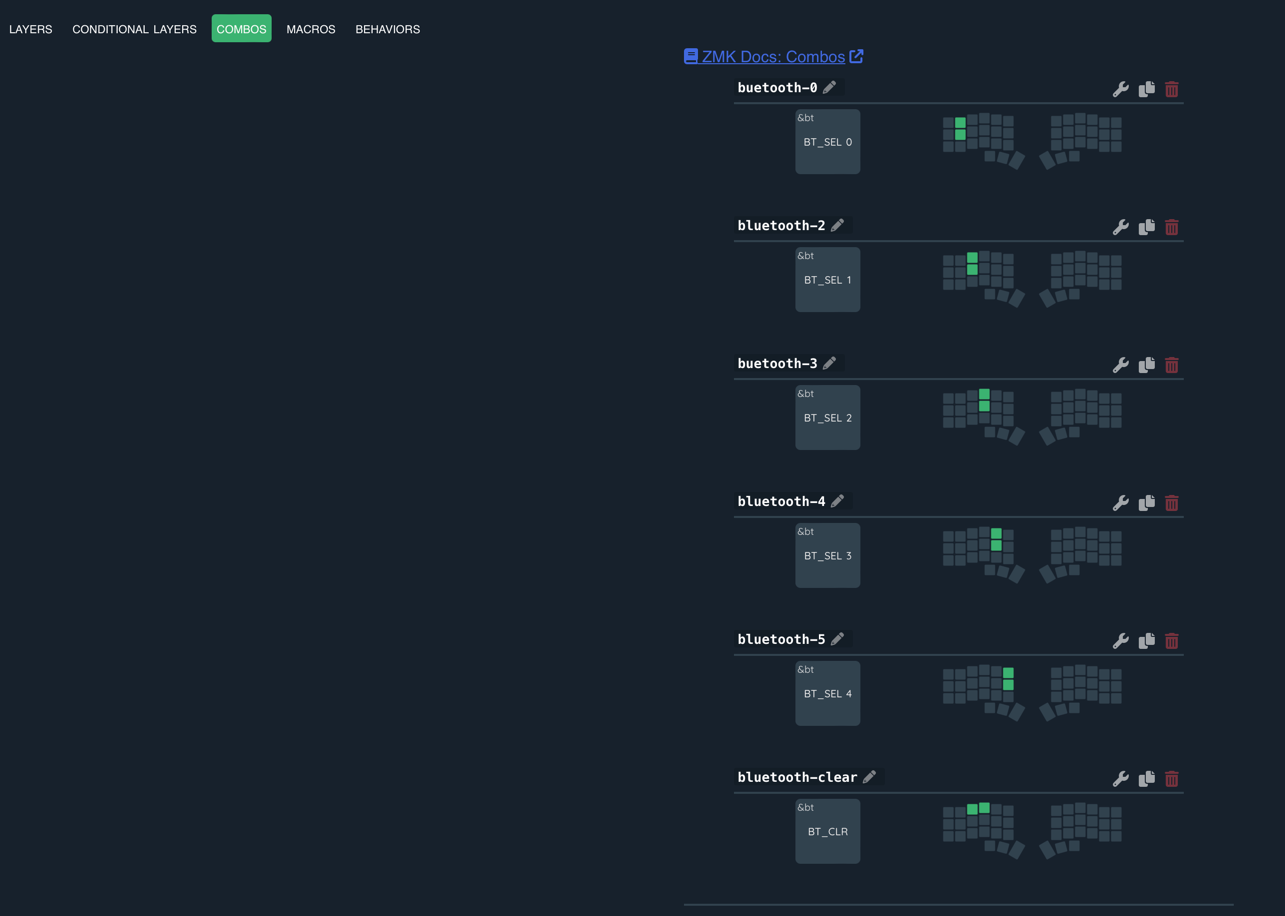 LAYERS CONDITIONAL LAYERS COMBOS MACROS BEHAVIORS
ZMK Docs: Combos
buetooth-0
&bt
BT_SEL 0
bluetooth-2
&bt
BT_SEL 1
buetooth-3
&bt
BT_SEL 2
bluetooth-4
&bt
BT_SEL 3
bluetooth-5
&bt
BT_SEL 4
bluetooth-clear
&bt
BT_CLR